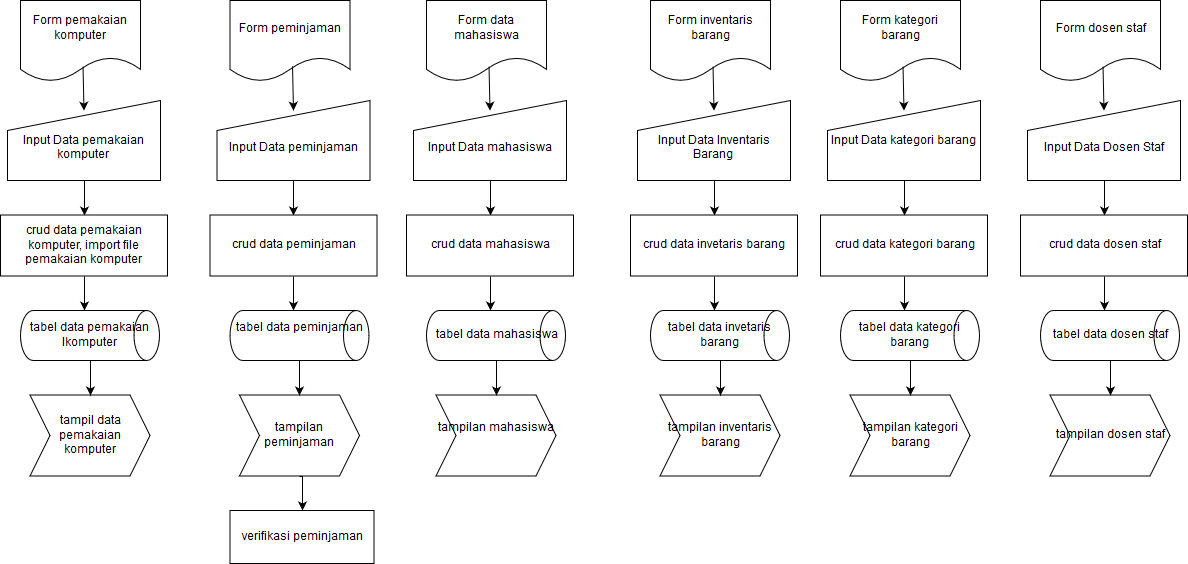 Form pemakaian
komputer
Form peminjaman
Form data
mahasiswa
Form inventaris
barang
Form kategori
barang
Form dosen staf
Input Data pemakaian
komputer
Input Data peminjaman
Input Data mahasiswa
Input Data Inventaris
Barang
Input Data kategori barang
Input Data Dosen Staf
crud data pemakaian
komputer, import file
pemakaian komputer
crud data peminjaman
crud data mahasiswa
crud data invetaris barang
crud data kategori barang
crud data dosen staf
tabel data pemakaian
lkomputer
tabel data peminjaman
tabel data mahasiswa
tabel data invetaris
barang
tabel data kategori
barang
tabel data dosen staf
tampil data
pemakaian
komputer
tampilan
peminjaman
tampilan mahasiswa
tampilan inventaris
barang
tampilan kategori
barang
tampilan dosen staf
verifikasi peminjaman